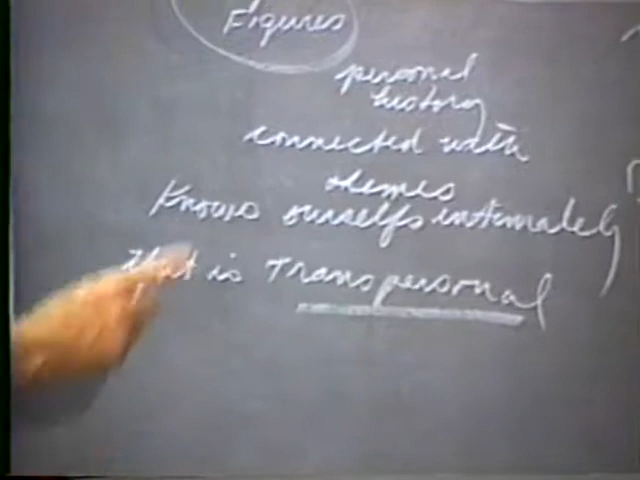 Figures
personal
history
connected with
themes
Knows ourselfs intimately
that is Transpersonal